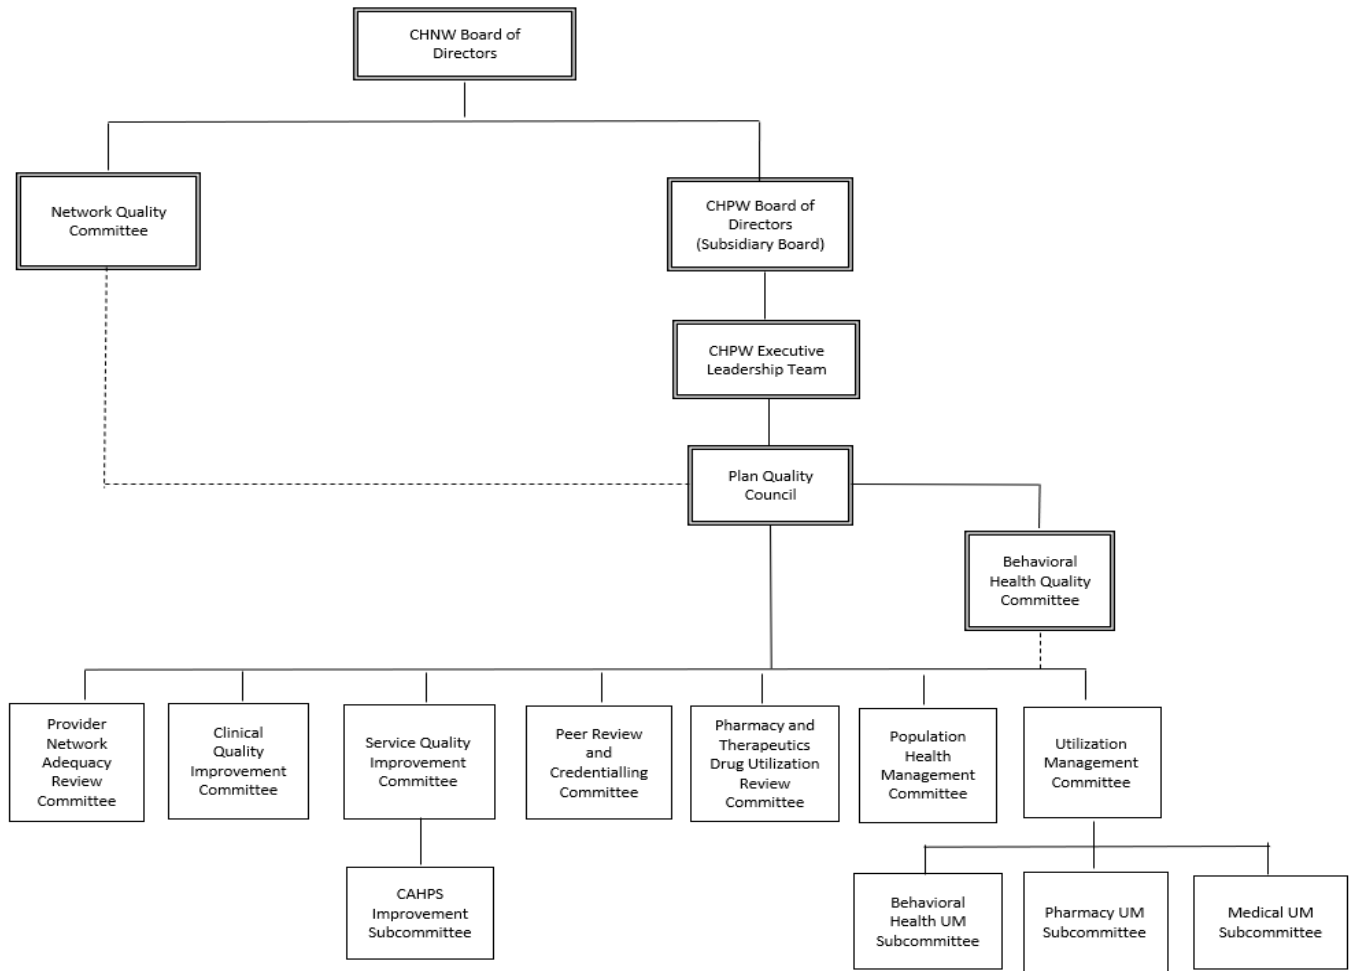 CHNW Board of
Directors
Network Quality
Committee
CHPW Board of
Directors
(Subsidiary Board)
CHPW Executive
Leadership Team
Plan Quality
Council
Behavioral
Health Quality
Committee
Provider
Network
Adequacy
Review
Committee
Clinical
Quality
Improvement
Committee
Service Quality
Improvement
Committee
Peer Review
and
Credentialling
Committee
Pharmacy and
Therapeutics
Drug Utilization
Review
Committee
Population
Health
Management
Committee
Utilization
Management
Committee
CAHPS
Improvement
Subcommittee
Behavioral
Health UM
Subcommittee
Pharmacy UM
Subcommittee
Medical UM
Subcommittee